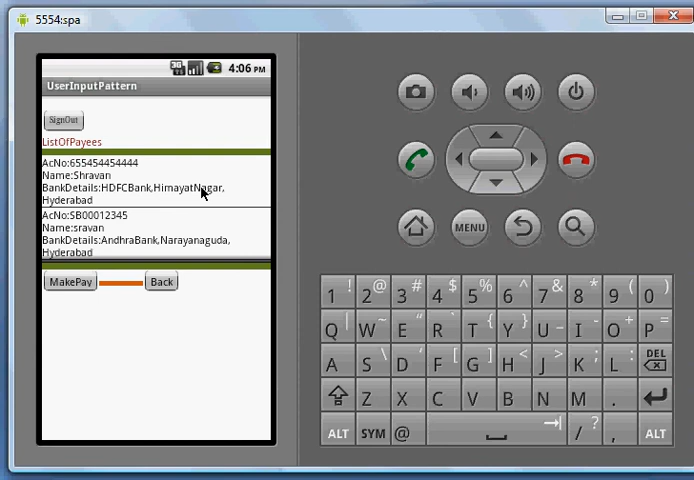 5554:spa
3G
4:06 PM
UserInputPattern
SignOut
ListOfPayees
AcNo:655454454444
Name:Shravan
BankDetails:HDFCBank,HimayatNagar,
Hyderabad
AcNo:SB00012345
Name:sravan
BankDetails:AndhraBank,Narayanaguda,
Hyderabad
MakePay
Back
MENU
1 ! 2 @ 3 # 4 $ 5 % 6 ^ 7 & 8 * 9 ( 0 )
Q | W ~ E " R ` T { Y } U _ I - O + P =
A S \ D ' F [ G ] H < J > K ; L : DEL
Z X C V B N M .
ALT SYM @ / ? , ALT